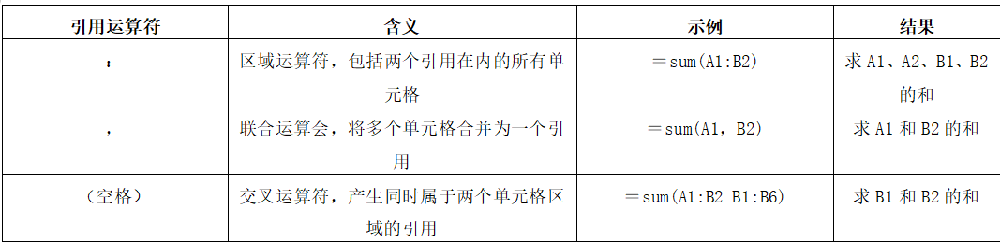 引用运算符 含义 示例 结果
： 区域运算符，包括两个引用在内的所有单 ＝sum(A1:B2) 求 A1、A2、B1、B2
元格 的和
， 联合运算会，将多个单元格合并为一个引 ＝sum(A1，B2) 求 A1 和 B2 的和
用
（空格） 交叉运算符，产生同时属于两个单元格区 ＝sum(A1:B2 B1:B6) 求 B1 和 B2 的和
域的引用